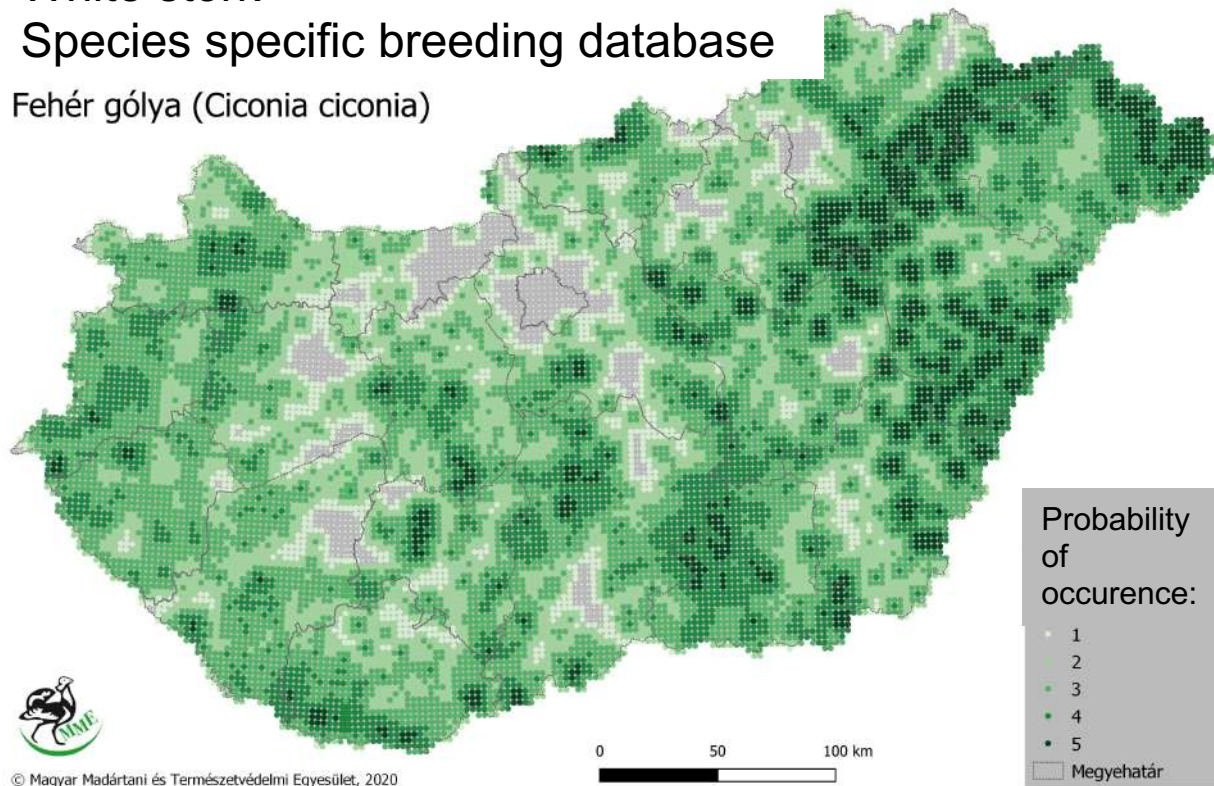 Species specific breeding database
Fehér gólya (Ciconia ciconia)
Probability
of
occurence:
1
2
3
4
5
Megyehatár
0 50 100 km
MME
© Magyar Madártani és Természetvédelmi Egyesület, 2020